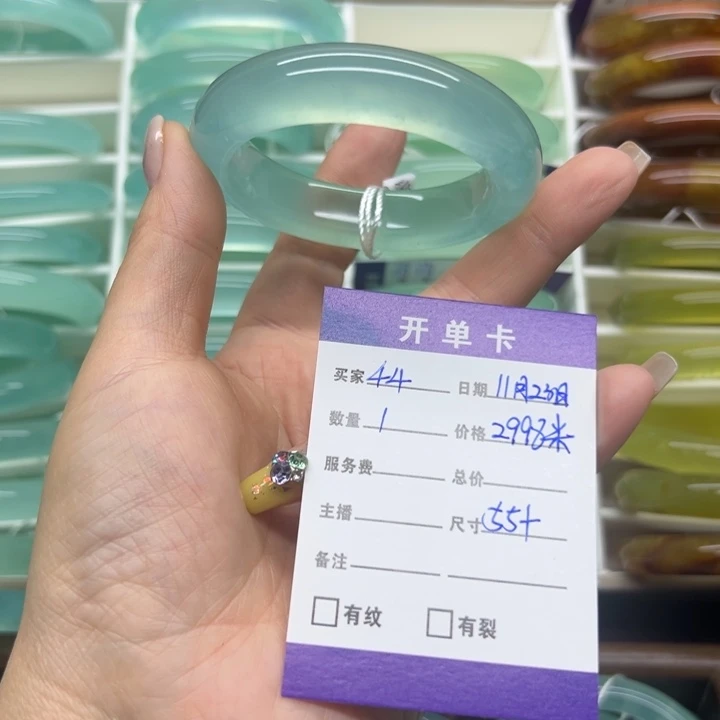 开单卡
买家 44 日期 11月23日
数量 1 价格 2998米
服务费 总价
主播 尺寸 55+
备注
有纹 有裂